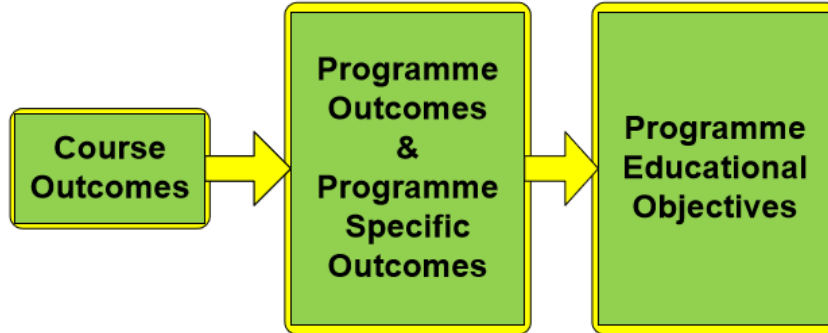 Course
Outcomes
Programme
Outcomes
&
Programme
Specific
Outcomes
Programme
Educational
Objectives